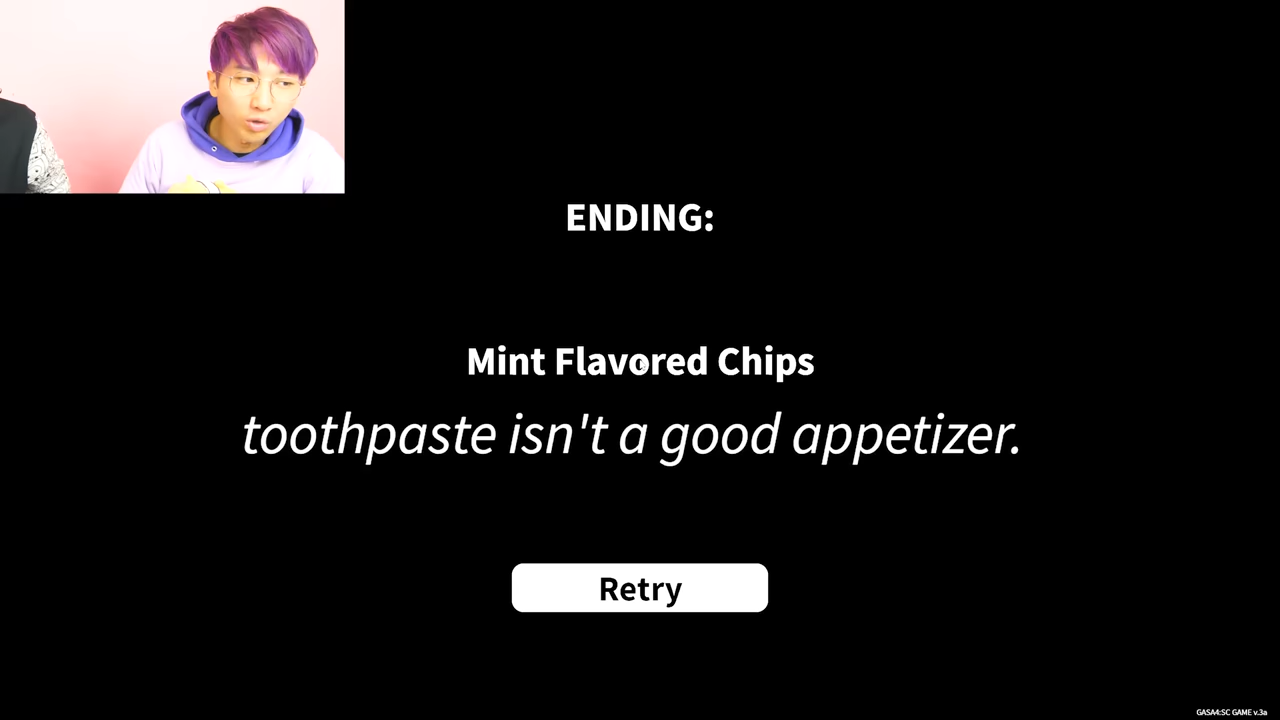 ENDING:
Mint Flavored Chips
toothpaste isn't a good appetizer.
Retry
GASA4:SC GAME v.3a